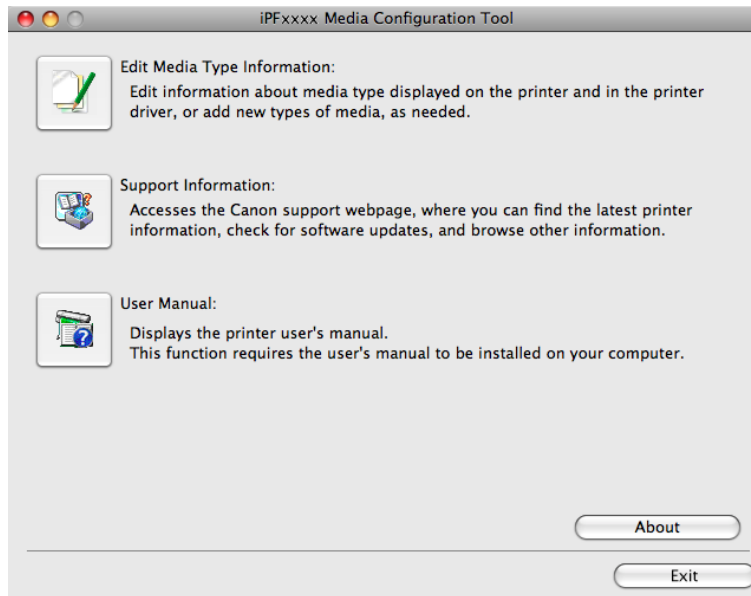 iPFxxxx Media Configuration Tool
Edit Media Type Information:
Edit information about media type displayed on the printer and in the printer
driver, or add new types of media, as needed.
Support Information:
Accesses the Canon support webpage, where you can find the latest printer
information, check for software updates, and browse other information.
User Manual:
Displays the printer user's manual.
This function requires the user's manual to be installed on your computer.
About
Exit